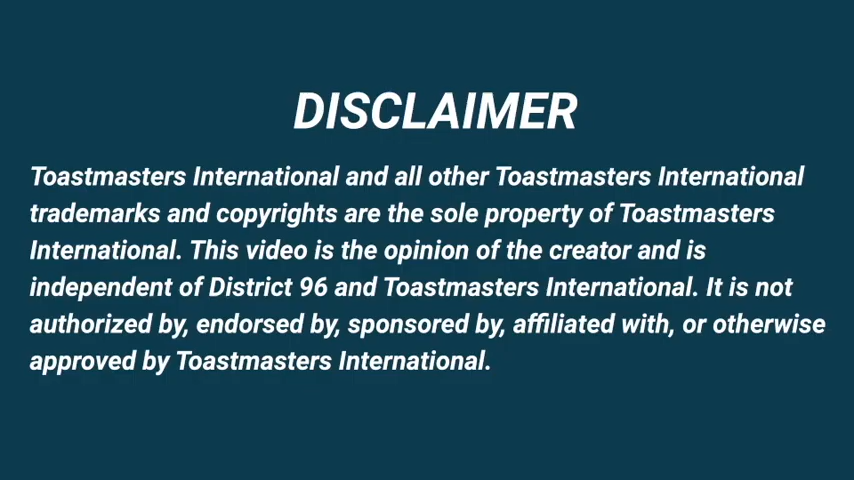 DISCLAIMER
Toastmasters International and all other Toastmasters International
trademarks and copyrights are the sole property of Toastmasters
International. This video is the opinion of the creator and is
independent of District 96 and Toastmasters International. It is not
authorized by, endorsed by, sponsored by, affiliated with, or otherwise
approved by Toastmasters International.